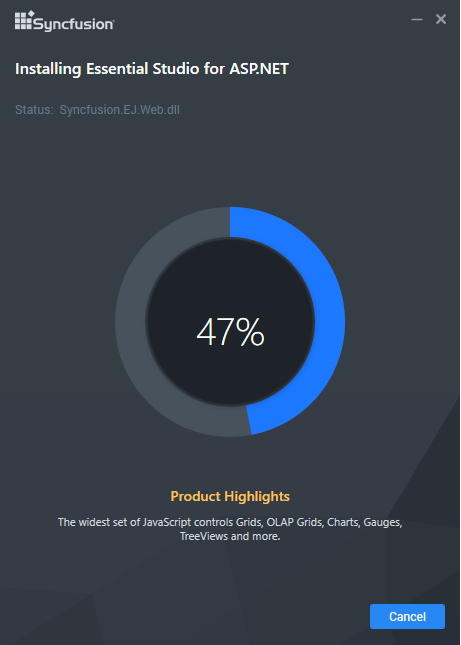 Syncfusion
Installing Essential Studio for ASP.NET
Status: Syncfusion.EJ.Web.dll
47%
Product Highlights
The widest set of JavaScript controls Grids, OLAP Grids, Charts, Gauges,
TreeViews and more.
Cancel